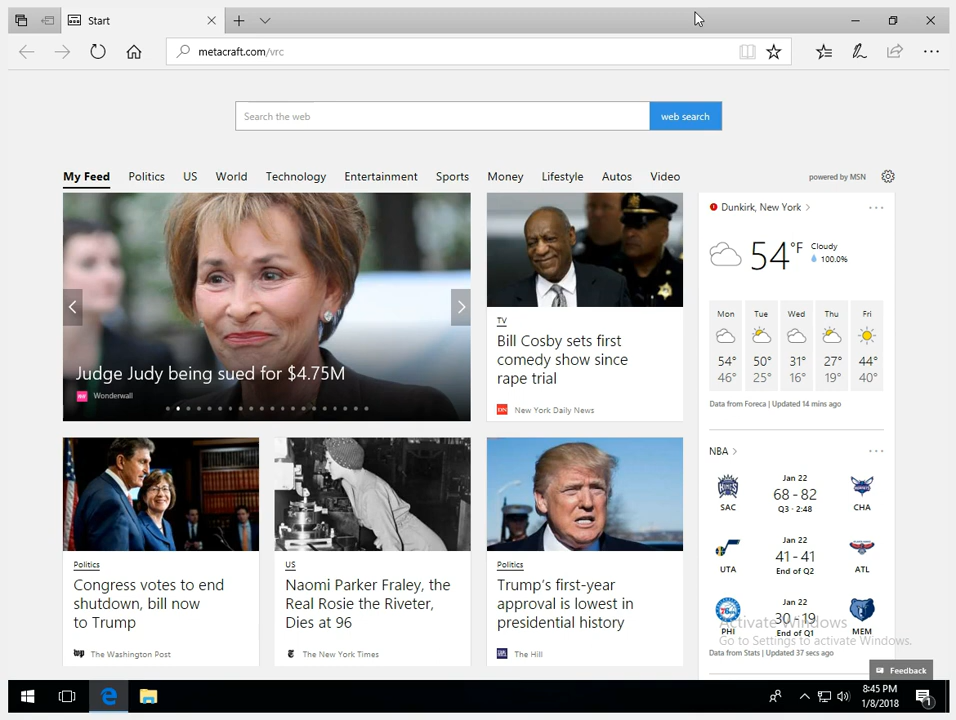 Start
metacraft.com/vrc
Search the web
web search
My Feed Politics US World Technology Entertainment Sports Money Lifestyle Autos Video
powered by MSN
Judge Judy being sued for $4.75M
Wonderwall
TV
Bill Cosby sets first
comedy show since
rape trial
DN New York Daily News
Dunkirk, New York
54 °F
Cloudy
100.0%
Mon Tue Wed Thu Fri
54° 50° 31° 27° 44°
46° 25° 16° 19° 40°
Data from Foreca | Updated 14 mins ago
Politics
Congress votes to end
shutdown, bill now
to Trump
wp The Washington Post
US
Naomi Parker Fraley, the
Real Rosie the Riveter,
Dies at 96
The New York Times
Politics
Trump's first-year
approval is lowest in
presidential history
The Hill
NBA
Jan 22
68 - 82
SAC Q3 · 2:48 CHA
Jan 22
41 - 41
UTA End of Q2 ATL
Jan 22
30 - 19
PHI End of Q1 MEM
Data from Stats | Updated 37 secs ago
Activate Windows
Go to Settings to activate Windows.
Feedback
8:45 PM
1/8/2018
1